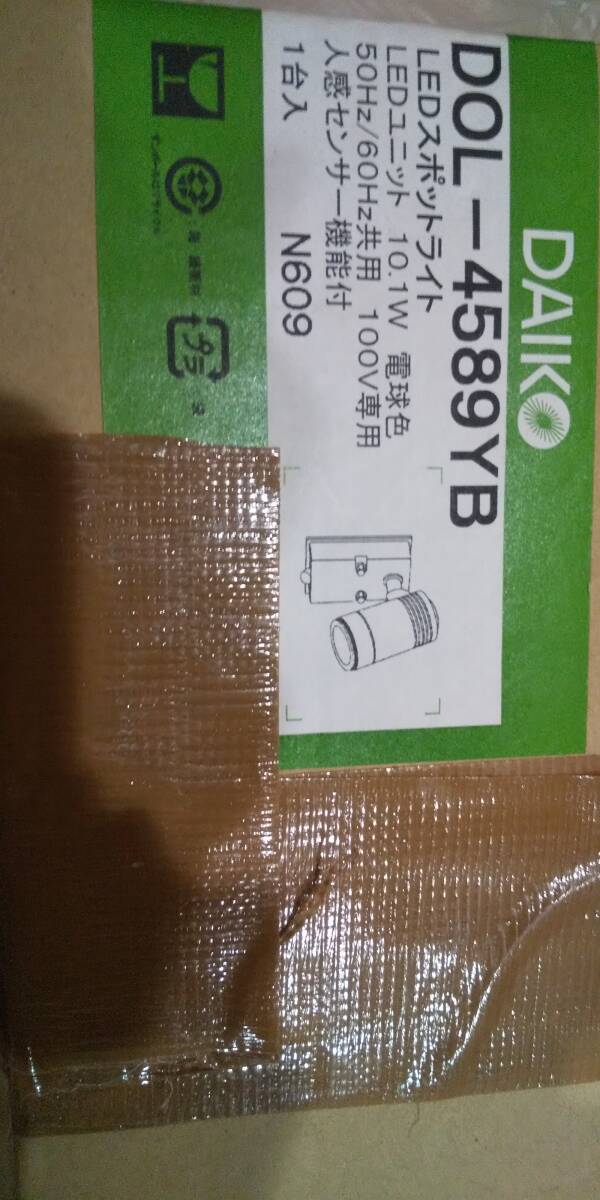 DAIKO
DOL-4589YB
LEDスポットライト
LEDユニット 10.1W 電球色
50Hz/60Hz共用 100V専用
人感センサー機能付
1台入 N609
プラ